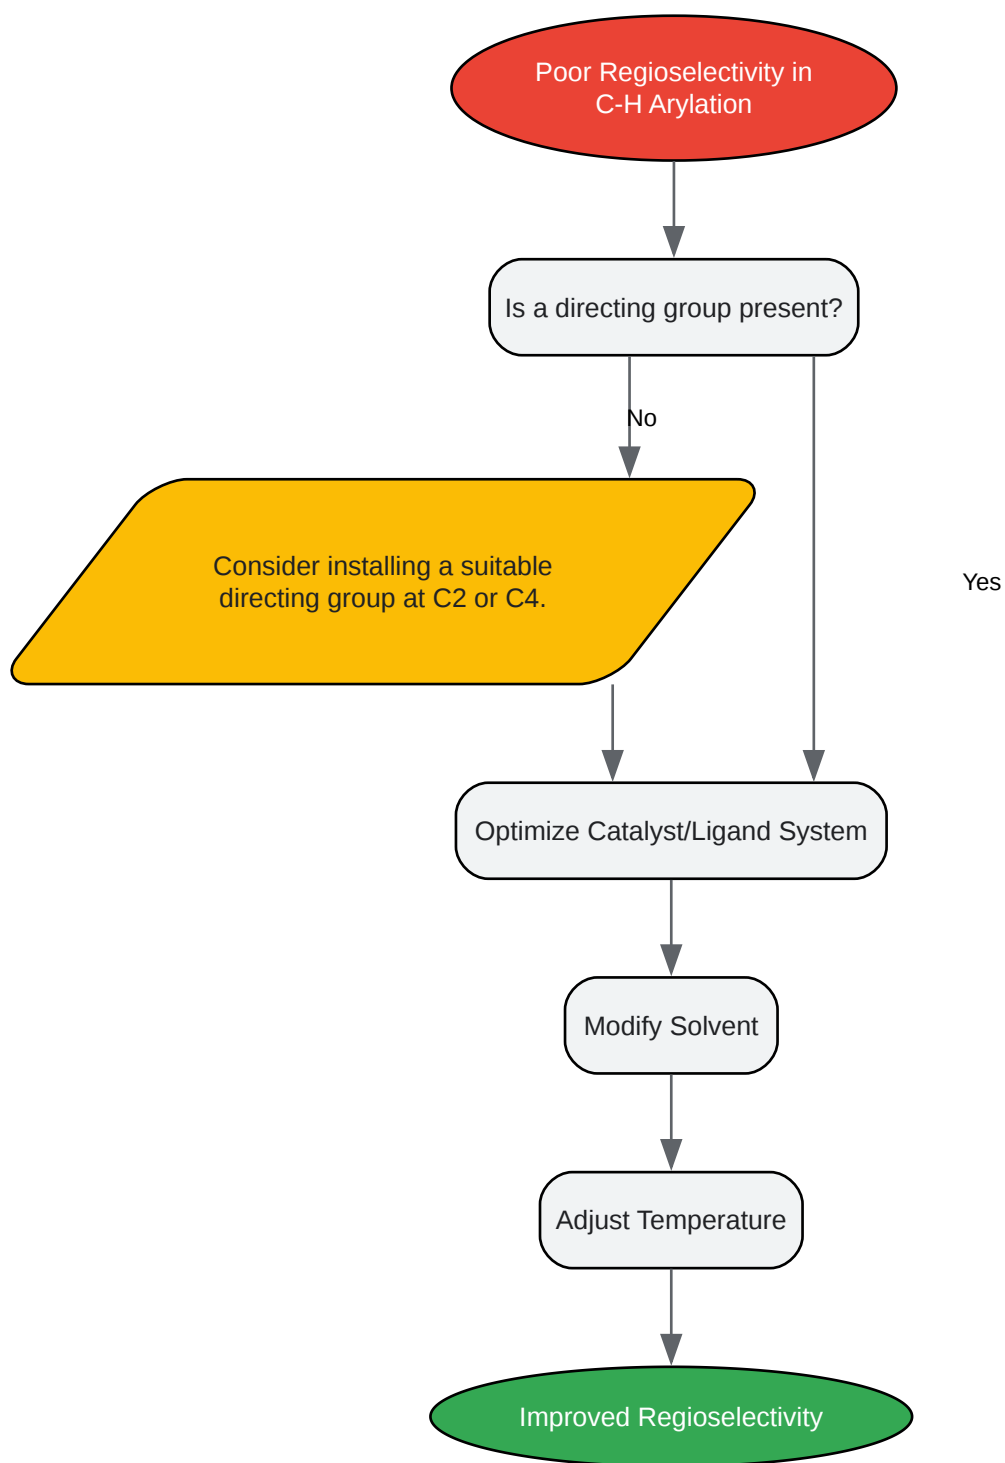 Poor Regioselectivity in
C-H Arylation
Is a directing group present?
No
Consider installing a suitable
directing group at C2 or C4.
Yes
Optimize Catalyst/Ligand System
Modify Solvent
Adjust Temperature
Improved Regioselectivity